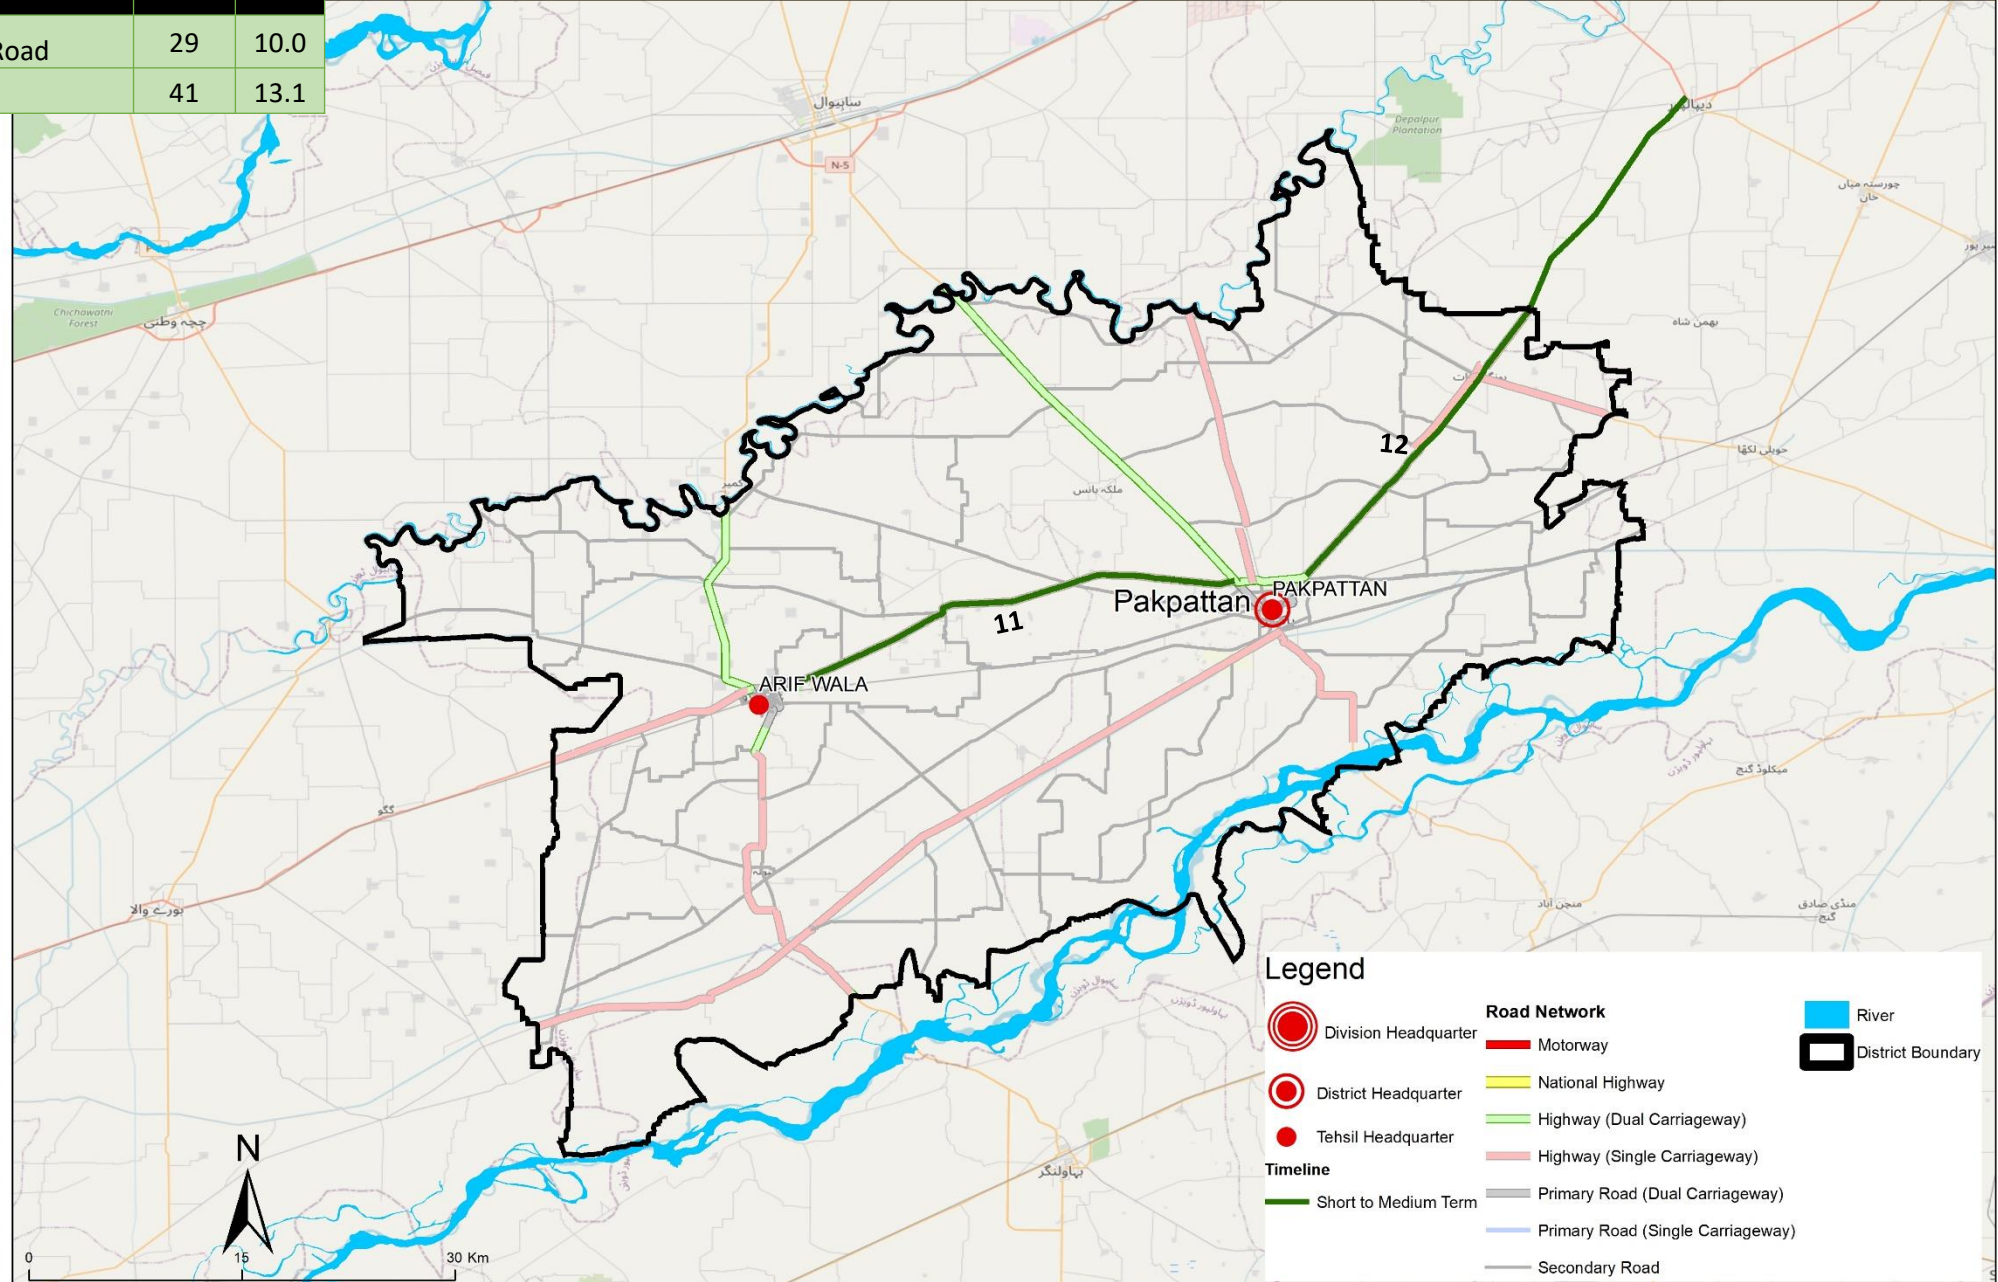 Road 29 10.0
41 13.1
ساہیوال
N-5
Depalpur
Plantation
چورستہ میاں
خان
Chichawatni
Forest
چیچہ وطنی
بھمن شاہ
حویلی لکھا
12
ملکہ ہانس
کمیر
PAKPATTAN
Pakpattan
11
ARIF WALA
میکلوڈ گنج
گگو
بورے والا
منچن آباد
منڈی صادق
گنج
بہاولنگر
N
0 15 30 Km
Legend
Division Headquarter
District Headquarter
Tehsil Headquarter
Timeline
Short to Medium Term
Road Network
Motorway
National Highway
Highway (Dual Carriageway)
Highway (Single Carriageway)
Primary Road (Dual Carriageway)
Primary Road (Single Carriageway)
Secondary Road
River
District Boundary